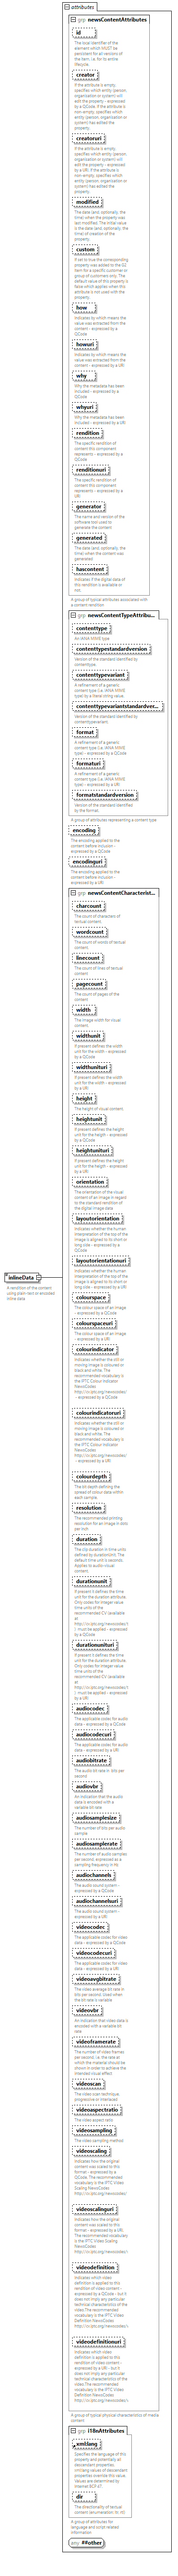 attributes
grp newsContentAttributes
id
The local identifier of the
element which MUST be
persistent for all versions of
the item, i.e. for its entire
lifecycle.
creator
If the attribute is empty,
specifies which entity (person,
organisation or system) will
edit the property - expressed
by a QCode. If the attribute is
non-empty, specifies which
entity (person, organisation or
system) has edited the
property.
creatoruri
If the attribute is empty,
specifies which entity (person,
organisation or system) will
edit the property - expressed
by a URI. If the attribute is
non-empty, specifies which
entity (person, organisation or
system) has edited the
property.
modified
The date (and, optionally, the
time) when the property was
last modified. The initial value
is the date (and, optionally, the
time) of creation of the
property.
custom
If set to true the corresponding
property was added to the G2
Item for a specific customer or
group of customers only. The
default value of this property is
false which applies when this
attribute is not used with the
property.
how
Indicates by which means the
value was extracted from the
content - expressed by a
QCode
howuri
Indicates by which means the
value was extracted from the
content - expressed by a URI
why
Why the metadata has been
included - expressed by a
QCode
whyuri
Why the metadata has been
included - expressed by a URI
rendition
The specific rendition of
content this component
represents - expressed by a
QCode
renditionuri
The specific rendition of
content this component
represents - expressed by a
URI
generator
The name and version of the
software tool used to
generate the content
generated
The date (and, optionally, the
time) when the content was
generated
hascontent
Indicates if the digital data of
this rendition is available or
not.
A group of typical attributes associated with
a content rendition
grp newsContentTypeAttribu...
contenttype
An IANA MIME type
contenttypestandardversion
Version of the standard identified by
contenttype.
contenttypevariant
A refinement of a generic
content type (i.e. IANA MIME
type) by a literal string value.
contenttypevariantstandardver...
Version of the standard identified by
contenttypevariant.
format
A refinement of a generic
content type (i.e. IANA MIME
type) - expressed by a QCode
formaturi
A refinement of a generic
content type (i.e. IANA MIME
type) - expressed by a URI
formatstandardversion
Version of the standard identified
by the format.
A group of attributes representing a content type
encoding
The encoding applied to the
content before inclusion -
expressed by a QCode
encodinguri
The encoding applied to the
content before inclusion -
expressed by a URI
grp newsContentCharacterist...
charcount
The count of characters of
textual content.
wordcount
The count of words of textual
content.
linecount
The count of lines of textual
content
pagecount
The count of pages of the
content
width
The image width for visual
content.
widthunit
If present defines the width
unit for the width - expressed
by a QCode
widthunituri
If present defines the width
unit for the width - expressed
by a URI
height
The height of visual content.
heightunit
If present defines the height
unit for the heigth - expressed
by a QCode
heightunituri
If present defines the height
unit for the heigth - expressed
by a URI
orientation
The orientation of the visual
content of an image in regard
to the standard rendition of
the digital image data.
layoutorientation
Indicates whether the human
interpretation of the top of the
image is aligned to its short or
long side - expressed by a
QCode
layoutorientationuri
Indicates whether the human
interpretation of the top of the
image is aligned to its short or
long side - expressed by a URI
colourspace
The colour space of an image
- expressed by a QCode
colourspaceuri
The colour space of an image
- expressed by a URI
colourindicator
Indicates whether the still or
moving image is coloured or
black and white. The
recommended vocabulary is
the IPTC Colour Indicator
NewsCodes
http://cv.iptc.org/newscodes/
- expressed by a QCode
colourindicatoruri
Indicates whether the still or
moving image is coloured or
black and white. The
recommended vocabulary is
the IPTC Colour Indicator
NewsCodes
http://cv.iptc.org/newscodes/
- expressed by a URI
colourdepth
The bit depth defining the
spread of colour data within
each sample.
resolution
The recommended printing
resolution for an image in dots
per inch
duration
The clip duration in time units
defined by durationUnit. The
default time unit is seconds.
Applies to audio-visual
content.
durationunit
If present it defines the time
unit for the duration attribute.
Only codes for integer value
time units of the
recommended CV (available
at
http://cv.iptc.org/newscodes/t
) must be applied - expressed
by a QCode
durationunituri
If present it defines the time
unit for the duration attribute.
Only codes for integer value
time units of the
recommended CV (available
at
http://cv.iptc.org/newscodes/t
) must be applied - expressed
by a URI
audiocodec
The applicable codec for audio
data - expressed by a QCode
audiocodecuri
The applicable codec for audio
data - expressed by a URI
audiobitrate
The audio bit rate in bits per
second
audiovbr
An indication that the audio
data is encoded with a
variable bit rate
audiosamplesize
The number of bits per audio
sample
audiosamplerate
The number of audio samples
per second, expressed as a
sampling frequency in Hz
audiochannels
The audio sound system -
expressed by a QCode
audiochannelsuri
The audio sound system -
expressed by a URI
videocodec
The applicable codec for video
data - expressed by a QCode
videocodecuri
The applicable codec for video
data - expressed by a URI
videoavgbitrate
The video average bit rate in
bits per second. Used when
the bit rate is variable
videovbr
An indication that video data is
encoded with a variable bit
rate
videoframerate
The number of video frames
per second, i.e. the rate at
which the material should be
shown in order to achieve the
intended visual effect
videoscan
The video scan technique,
progressive or interlaced
videoaspectratio
The video aspect ratio
videosampling
The video sampling method
videoscaling
Indicates how the original
content was scaled to this
format - expressed by a
QCode. The recommended
vocabulary is the IPTC Video
Scaling NewsCodes
http://cv.iptc.org/newscodes/
videoscalinguri
Indicates how the original
content was scaled to this
format - expressed by a URI.
The recommended vocabulary
is the IPTC Video Scaling
NewsCodes
http://cv.iptc.org/newscodes/
videodefinition
Indicates which video
definition is applied to this
rendition of video content -
expressed by a QCode - but it
does not imply any particular
technical characteristics of the
video.The recommended
vocabulary is the IPTC Video
Definition NewsCodes
http://cv.iptc.org/newscodes/v
videodefinitionuri
Indicates which video
definition is applied to this
rendition of video content -
expressed by a URI - but it
does not imply any particular
technical characteristics of the
video.The recommended
vocabulary is the IPTC Video
Definition NewsCodes
http://cv.iptc.org/newscodes/v
A group of typical physical characteristics of media
content
inlineData
A rendition of the content
using plain-text or encoded
inline data
grp i18nAttributes
xml:lang
Specifies the language of this
property and potentially all
descendant properties.
xml:lang values of descendant
properties override this value.
Values are determined by
Internet BCP 47.
dir
The directionality of textual
content (enumeration: ltr, rtl)
A group of attributes for
language and script related
information
any ##other